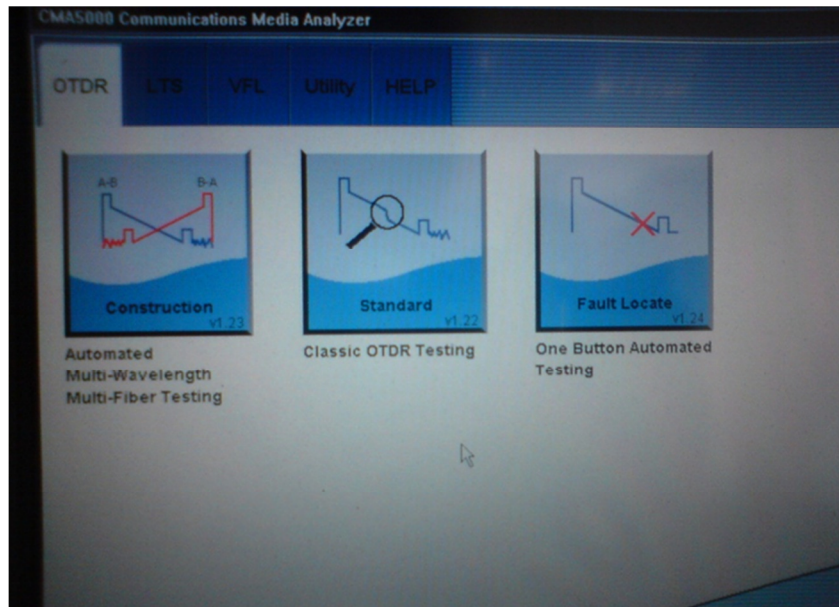 CMA5000 Communications Media Analyzer
OTDR LTS VFL Utility HELP
A-B B-A
Construction
v1.23
Standard
v1.22
Fault Locate
v1.24
Automated
Multi-Wavelength
Multi-Fiber Testing
Classic OTDR Testing
One Button Automated
Testing